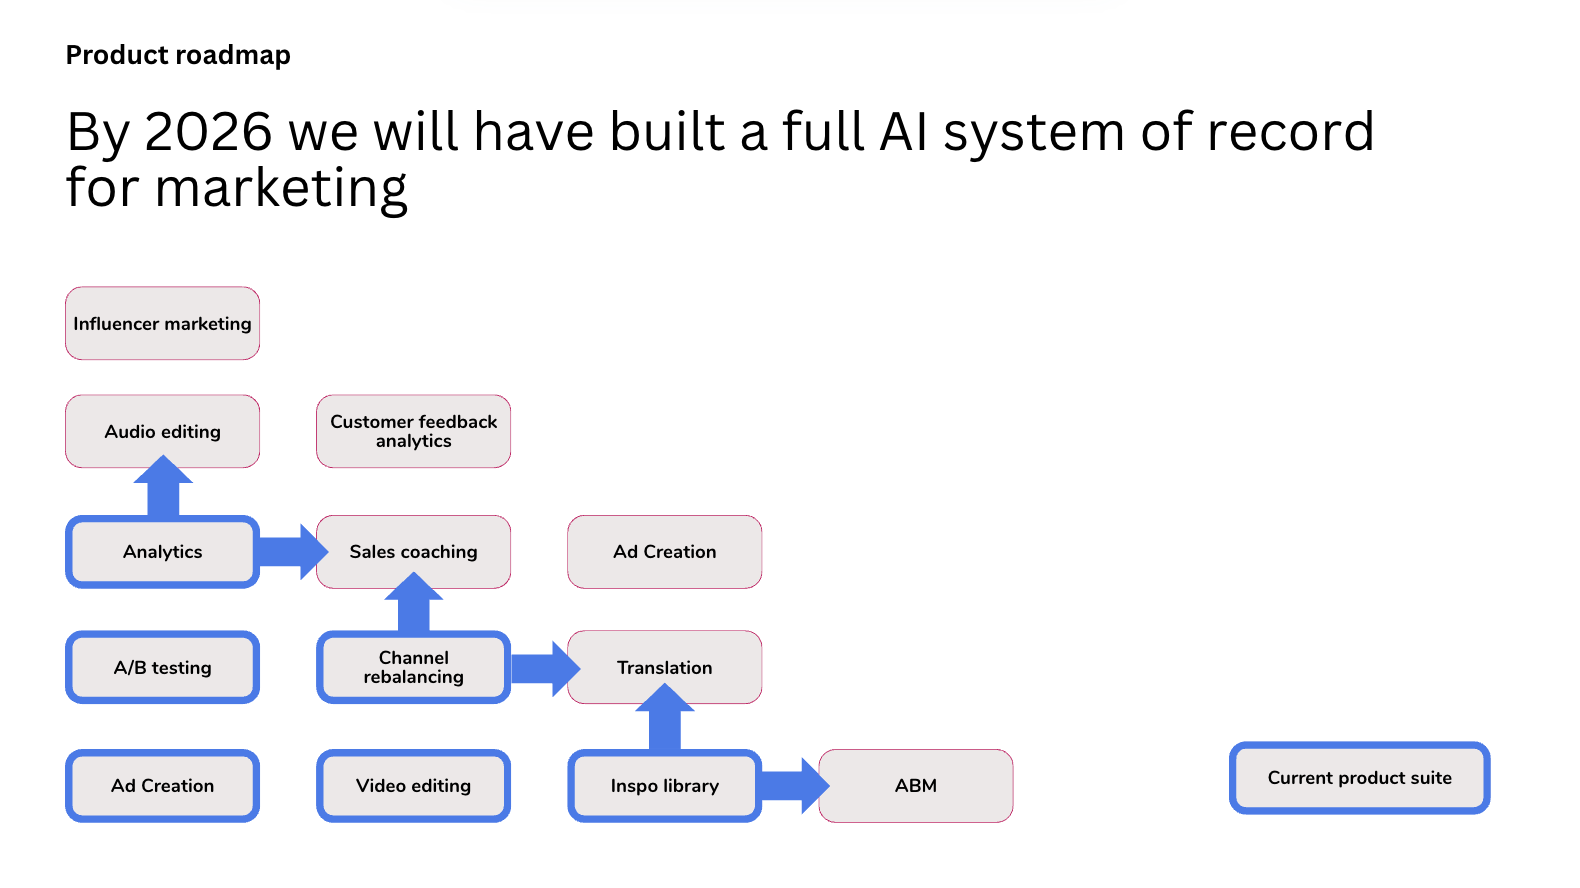 Product roadmap
By 2026 we will have built a full AI system of record
for marketing
Influencer marketing
Audio editing
Customer feedback
analytics
Analytics
Sales coaching
Ad Creation
A/B testing
Channel
rebalancing
Translation
Ad Creation
Video editing
Inspo library
ABM
Current product suite